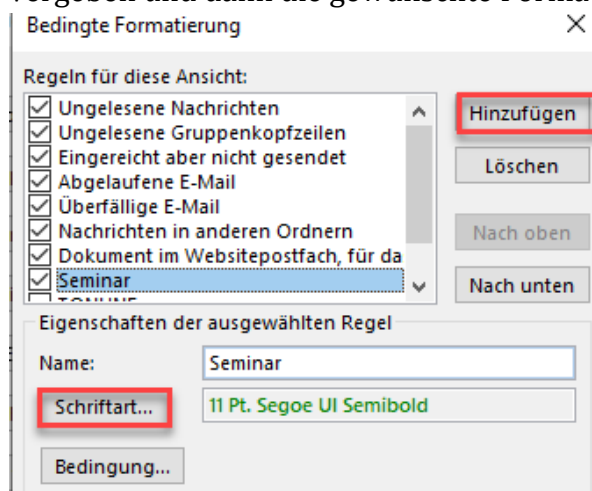 Bedingte Formatierung
Regeln für diese Ansicht:
Ungelesene Nachrichten
Hinzufügen
Ungelesene Gruppenkopfzeilen
Eingereicht aber nicht gesendet
Löschen
Abgelaufene E-Mail
Überfällige E-Mail
Nachrichten in anderen Ordnern
Nach oben
Dokument im Websitepostfach, für da
Seminar
Nach unten
Eigenschaften der ausgewählten Regel
Name:
Seminar
Schriftart...
11 Pt. Segoe UI Semibold
Bedingung...